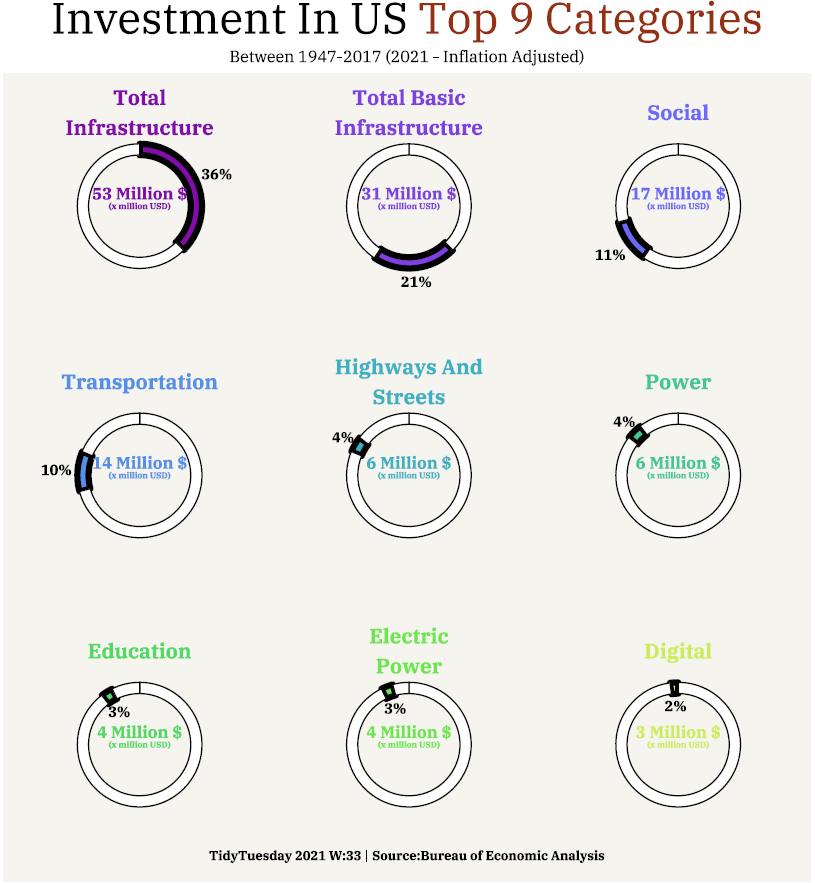 Investment In US Top 9 Categories
Between 1947-2017 (2021 - Inflation Adjusted)
Total
Infrastructure
36%
53 Million $
(x million USD)
Total Basic
Infrastructure
31 Million $
(x million USD)
21%
Social
17 Million $
(x million USD)
11%
Transportation
10%
14 Million $
(x million USD)
Highways And
Streets
4%
6 Million $
(x million USD)
Power
4%
6 Million $
(x million USD)
Education
3%
4 Million $
(x million USD)
Electric
Power
3%
4 Million $
(x million USD)
Digital
2%
3 Million $
(x million USD)
TidyTuesday 2021 W:33 | Source:Bureau of Economic Analysis